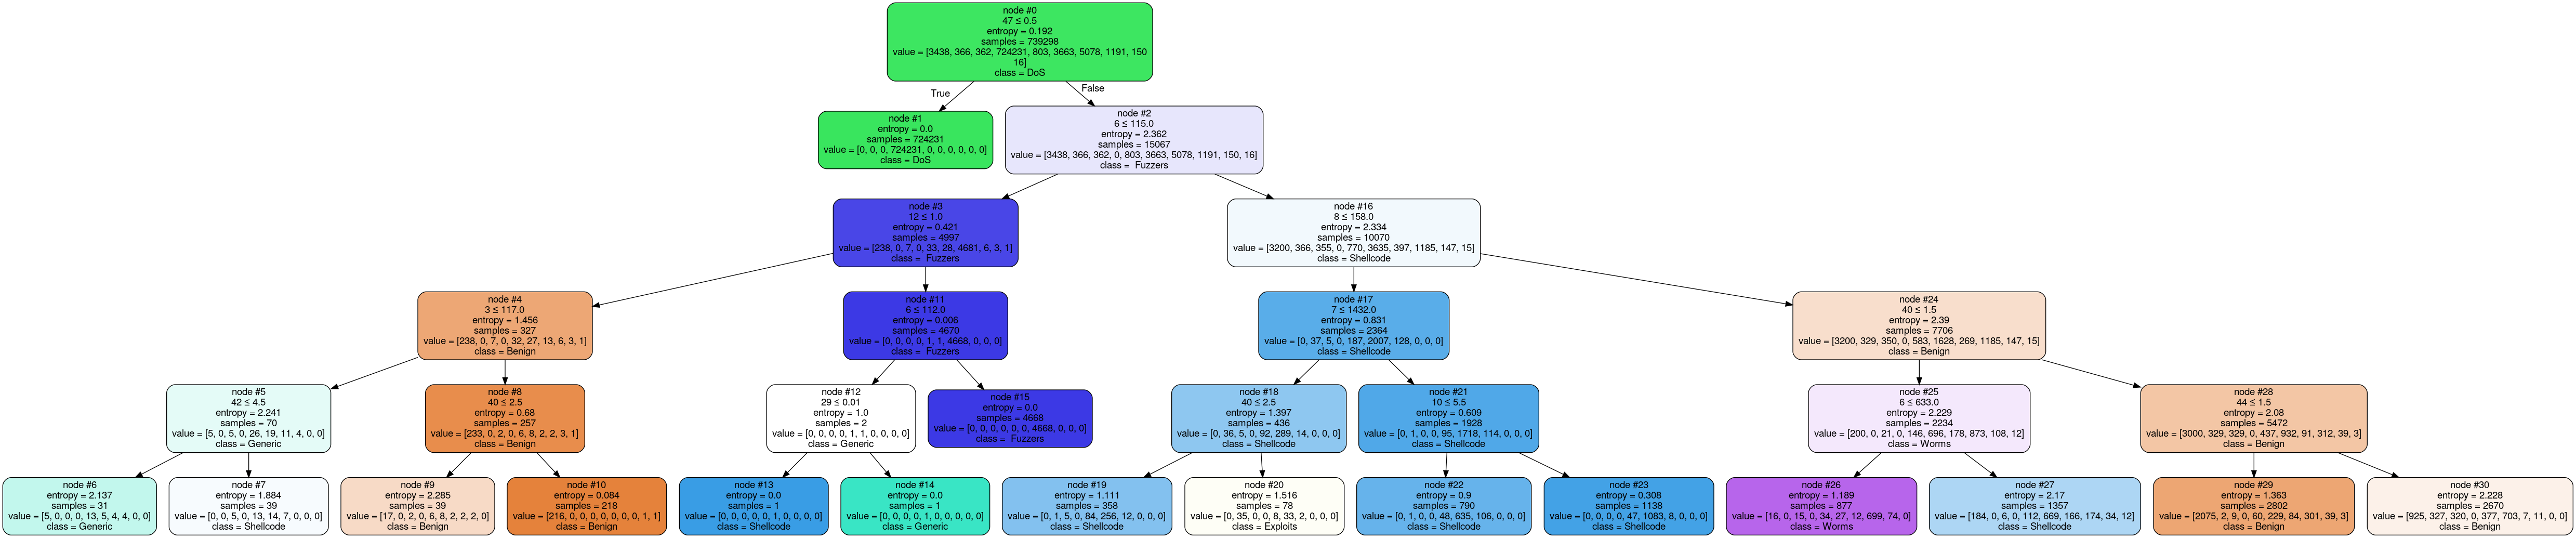 node #0
47 ≤ 0.5
entropy = 0.192
samples = 739298
value = [3438, 366, 362, 724231, 803, 3663, 5078, 1191, 150
16]
class = DoS
True
False
node #1
entropy = 0.0
samples = 724231
value = [0, 0, 0, 724231, 0, 0, 0, 0, 0, 0]
class = DoS
node #2
6 ≤ 115.0
entropy = 2.362
samples = 15067
value = [3438, 366, 362, 0, 803, 3663, 5078, 1191, 150, 16]
class =  Fuzzers
node #3
12 ≤ 1.0
entropy = 0.421
samples = 4997
value = [238, 0, 7, 0, 33, 28, 4681, 6, 3, 1]
class =  Fuzzers
node #16
8 ≤ 158.0
entropy = 2.334
samples = 10070
value = [3200, 366, 355, 0, 770, 3635, 397, 1185, 147, 15]
class = Shellcode
node #4
3 ≤ 117.0
entropy = 1.456
samples = 327
value = [238, 0, 7, 0, 32, 27, 13, 6, 3, 1]
class = Benign
node #11
6 ≤ 112.0
entropy = 0.006
samples = 4670
value = [0, 0, 0, 0, 1, 1, 4668, 0, 0, 0]
class =  Fuzzers
node #17
7 ≤ 1432.0
entropy = 0.831
samples = 2364
value = [0, 37, 5, 0, 187, 2007, 128, 0, 0, 0]
class = Shellcode
node #24
40 ≤ 1.5
entropy = 2.39
samples = 7706
value = [3200, 329, 350, 0, 583, 1628, 269, 1185, 147, 15]
class = Benign
node #5
42 ≤ 4.5
entropy = 2.241
samples = 70
value = [5, 0, 5, 0, 26, 19, 11, 4, 0, 0]
class = Generic
node #8
40 ≤ 2.5
entropy = 0.68
samples = 257
value = [233, 0, 2, 0, 6, 8, 2, 2, 3, 1]
class = Benign
node #12
29 ≤ 0.01
entropy = 1.0
samples = 2
value = [0, 0, 0, 0, 1, 1, 0, 0, 0, 0]
class = Generic
node #15
entropy = 0.0
samples = 4668
value = [0, 0, 0, 0, 0, 0, 4668, 0, 0, 0]
class =  Fuzzers
node #18
40 ≤ 2.5
entropy = 1.397
samples = 436
value = [0, 36, 5, 0, 92, 289, 14, 0, 0, 0]
class = Shellcode
node #21
10 ≤ 5.5
entropy = 0.609
samples = 1928
value = [0, 1, 0, 0, 95, 1718, 114, 0, 0, 0]
class = Shellcode
node #25
6 ≤ 633.0
entropy = 2.229
samples = 2234
value = [200, 0, 21, 0, 146, 696, 178, 873, 108, 12]
class = Worms
node #28
44 ≤ 1.5
entropy = 2.08
samples = 5472
value = [3000, 329, 329, 0, 437, 932, 91, 312, 39, 3]
class = Benign
node #6
entropy = 2.137
samples = 31
value = [5, 0, 0, 0, 13, 5, 4, 4, 0, 0]
class = Generic
node #7
entropy = 1.884
samples = 39
value = [0, 0, 5, 0, 13, 14, 7, 0, 0, 0]
class = Shellcode
node #9
entropy = 2.285
samples = 39
value = [17, 0, 2, 0, 6, 8, 2, 2, 2, 0]
class = Benign
node #10
entropy = 0.084
samples = 218
value = [216, 0, 0, 0, 0, 0, 0, 0, 1, 1]
class = Benign
node #13
entropy = 0.0
samples = 1
value = [0, 0, 0, 0, 0, 1, 0, 0, 0, 0]
class = Shellcode
node #14
entropy = 0.0
samples = 1
value = [0, 0, 0, 0, 1, 0, 0, 0, 0, 0]
class = Generic
node #19
entropy = 1.111
samples = 358
value = [0, 1, 5, 0, 84, 256, 12, 0, 0, 0]
class = Shellcode
node #20
entropy = 1.516
samples = 78
value = [0, 35, 0, 0, 8, 33, 2, 0, 0, 0]
class = Exploits
node #22
entropy = 0.9
samples = 790
value = [0, 1, 0, 0, 48, 635, 106, 0, 0, 0]
class = Shellcode
node #23
entropy = 0.308
samples = 1138
value = [0, 0, 0, 0, 47, 1083, 8, 0, 0, 0]
class = Shellcode
node #26
entropy = 1.189
samples = 877
value = [16, 0, 15, 0, 34, 27, 12, 699, 74, 0]
class = Worms
node #27
entropy = 2.17
samples = 1357
value = [184, 0, 6, 0, 112, 669, 166, 174, 34, 12]
class = Shellcode
node #29
entropy = 1.363
samples = 2802
value = [2075, 2, 9, 0, 60, 229, 84, 301, 39, 3]
class = Benign
node #30
entropy = 2.228
samples = 2670
value = [925, 327, 320, 0, 377, 703, 7, 11, 0, 0]
class = Benign